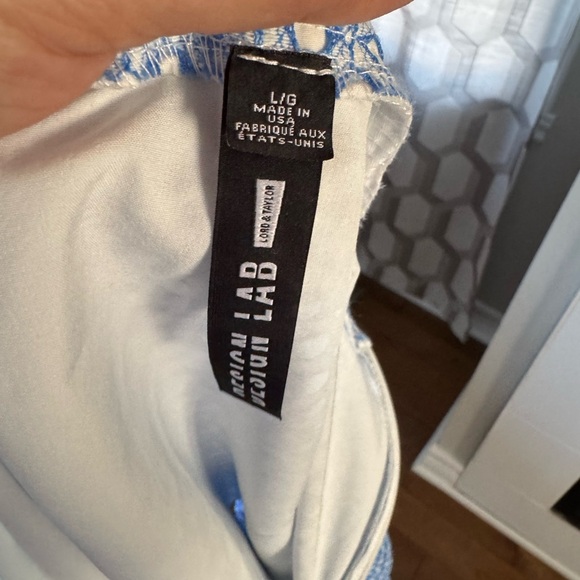 L/G
MADE IN
USA
FABRIQUÉ AUX
ÉTATS-UNIS
LORD & TAYLOR
DESIGN LAB
DESIGN LAB